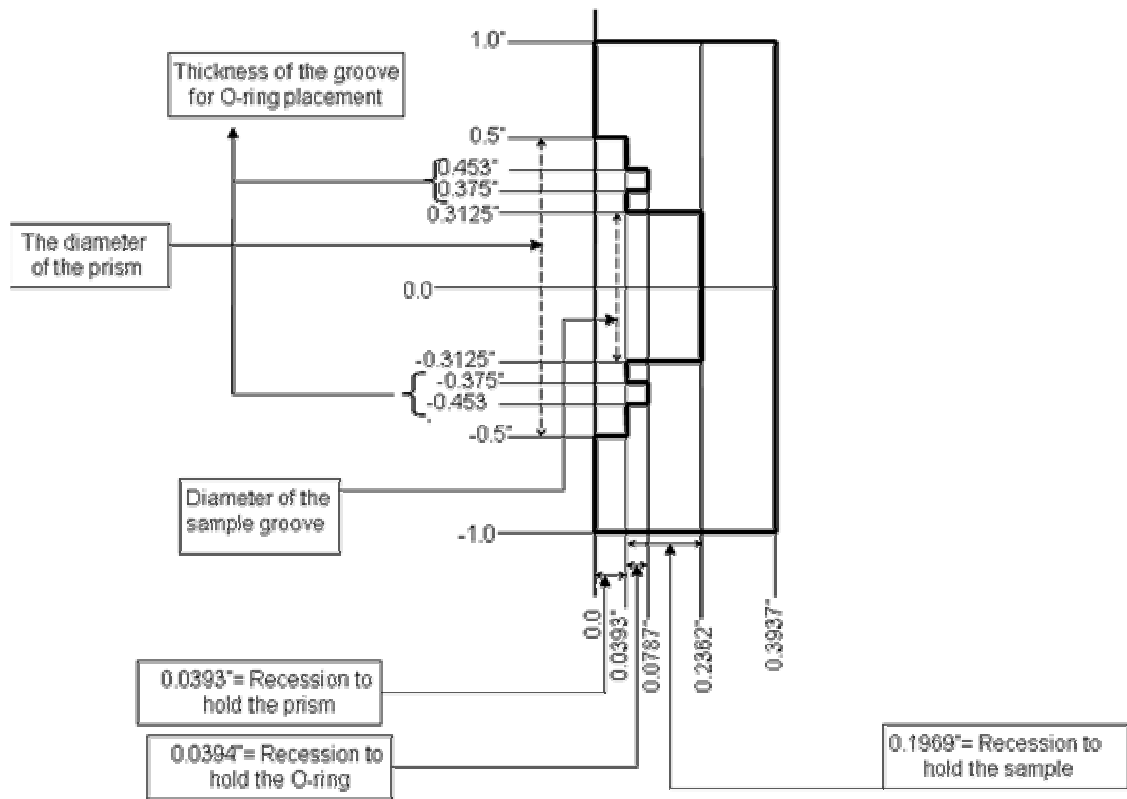 1.0"
Thickness of the groove
for O-ring placement
0.5"
0.453"
0.375"
0.3125"
The diameter
of the prism
0.0
-0.3125"
-0.375"
-0.453
-0.5"
Diameter of the
sample groove
-1.0
0.0
0.0393"
0.0787"
0.2362"
0.3937"
0.0393"= Recession to
hold the prism
0.0394"= Recession to
hold the O-ring
0.1969"= Recession to
hold the sample